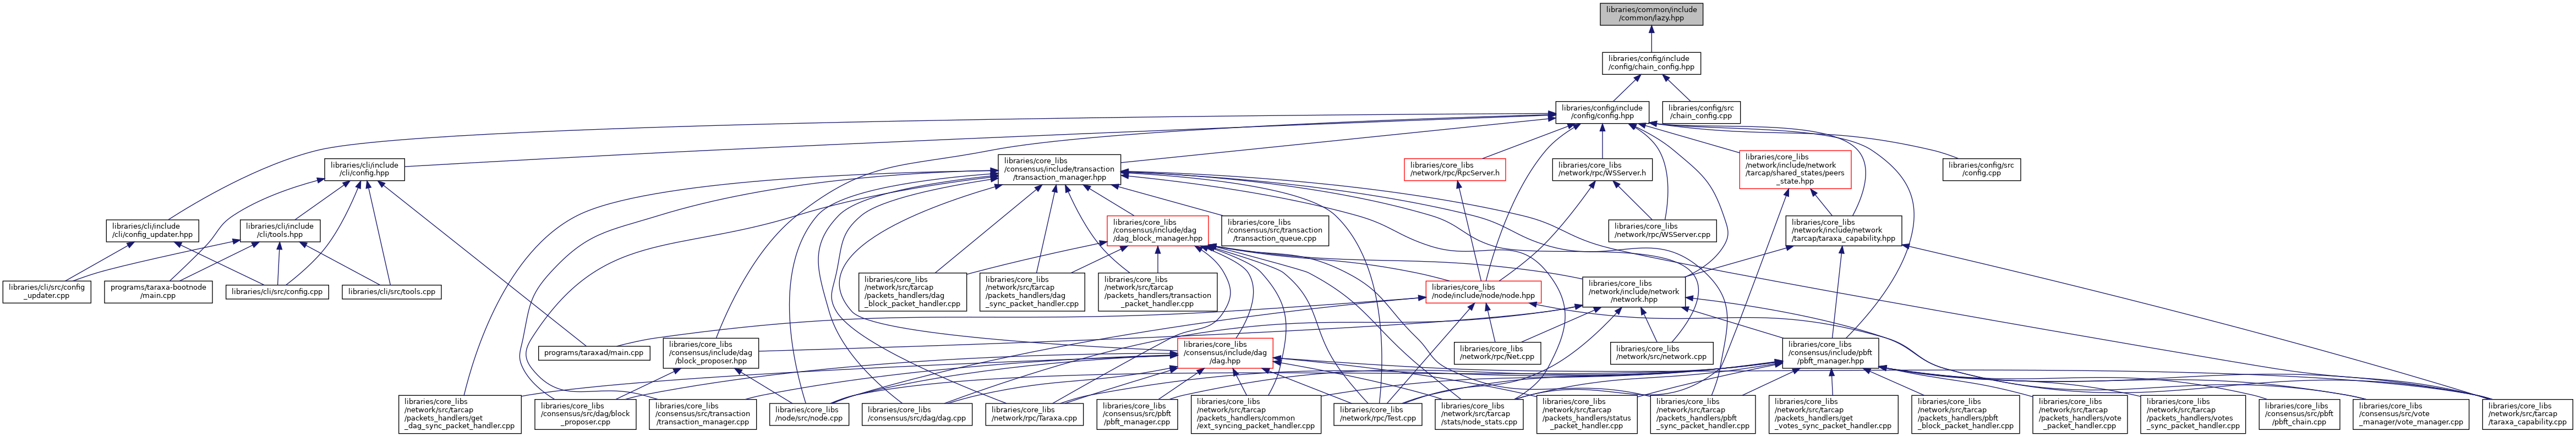 libraries/common/include
/common/lazy.hpp
libraries/config/include
/config/chain_config.hpp
libraries/config/include
/config/config.hpp
libraries/config/src
/chain_config.cpp
libraries/cli/include
/cli/config.hpp
libraries/core_libs
/consensus/include/transaction
/transaction_manager.hpp
libraries/core_libs
/network/rpc/RpcServer.h
libraries/core_libs
/network/rpc/WSServer.h
libraries/core_libs
/network/include/network
/tarcap/shared_states/peers
_state.hpp
libraries/config/src
/config.cpp
libraries/cli/include
/cli/config_updater.hpp
libraries/cli/include
/cli/tools.hpp
libraries/core_libs
/consensus/include/dag
/dag_block_manager.hpp
libraries/core_libs
/consensus/src/transaction
/transaction_queue.cpp
libraries/core_libs
/network/rpc/WSServer.cpp
libraries/core_libs
/network/include/network
/tarcap/taraxa_capability.hpp
libraries/cli/src/config
_updater.cpp
programs/taraxa-bootnode
/main.cpp
libraries/cli/src/config.cpp
libraries/cli/src/tools.cpp
libraries/core_libs
/network/src/tarcap
/packets_handlers/dag
_block_packet_handler.cpp
libraries/core_libs
/network/src/tarcap
/packets_handlers/dag
_sync_packet_handler.cpp
libraries/core_libs
/network/src/tarcap
/packets_handlers/transaction
_packet_handler.cpp
libraries/core_libs
/node/include/node/node.hpp
libraries/core_libs
/network/include/network
/network.hpp
programs/taraxad/main.cpp
libraries/core_libs
/consensus/include/dag
/block_proposer.hpp
libraries/core_libs
/consensus/include/dag
/dag.hpp
libraries/core_libs
/network/rpc/Net.cpp
libraries/core_libs
/network/src/network.cpp
libraries/core_libs
/consensus/include/pbft
/pbft_manager.hpp
libraries/core_libs
/network/src/tarcap
/packets_handlers/get
_dag_sync_packet_handler.cpp
libraries/core_libs
/consensus/src/dag/block
_proposer.cpp
libraries/core_libs
/consensus/src/transaction
/transaction_manager.cpp
libraries/core_libs
/node/src/node.cpp
libraries/core_libs
/consensus/src/dag/dag.cpp
libraries/core_libs
/network/rpc/Taraxa.cpp
libraries/core_libs
/consensus/src/pbft
/pbft_manager.cpp
libraries/core_libs
/network/src/tarcap
/packets_handlers/common
/ext_syncing_packet_handler.cpp
libraries/core_libs
/network/rpc/Test.cpp
libraries/core_libs
/network/src/tarcap
/stats/node_stats.cpp
libraries/core_libs
/network/src/tarcap
/packets_handlers/status
_packet_handler.cpp
libraries/core_libs
/network/src/tarcap
/packets_handlers/pbft
_sync_packet_handler.cpp
libraries/core_libs
/network/src/tarcap
/packets_handlers/get
_votes_sync_packet_handler.cpp
libraries/core_libs
/network/src/tarcap
/packets_handlers/pbft
_block_packet_handler.cpp
libraries/core_libs
/network/src/tarcap
/packets_handlers/vote
_packet_handler.cpp
libraries/core_libs
/network/src/tarcap
/packets_handlers/votes
_sync_packet_handler.cpp
libraries/core_libs
/consensus/src/pbft
/pbft_chain.cpp
libraries/core_libs
/consensus/src/vote
_manager/vote_manager.cpp
libraries/core_libs
/network/src/tarcap
/taraxa_capability.cpp